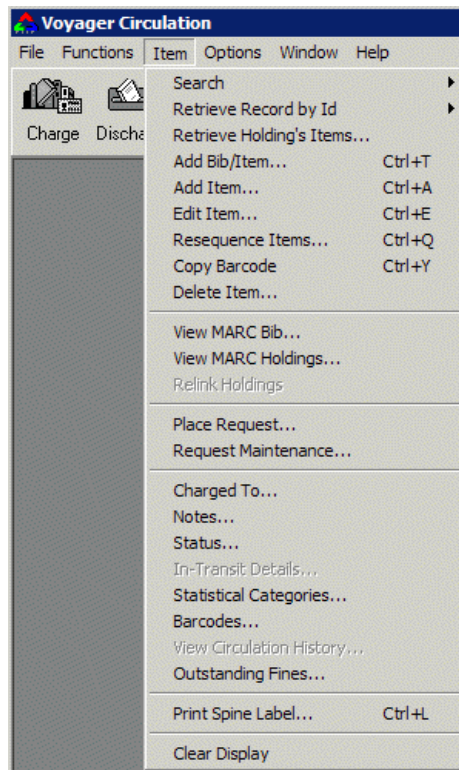 Voyager Circulation
File Functions Item Options Window Help
Charge
Search
Retrieve Record by Id
Retrieve Holding's Items...
Add Bib/Item... Ctrl+T
Add Item... Ctrl+A
Edit Item... Ctrl+E
Resequence Items... Ctrl+Q
Copy Barcode Ctrl+Y
Delete Item...
View MARC Bib...
View MARC Holdings...
Relink Holdings
Place Request...
Request Maintenance...
Charged To...
Notes...
Status...
In-Transit Details...
Statistical Categories...
Barcodes...
View Circulation History...
Outstanding Fines...
Print Spine Label... Ctrl+L
Clear Display